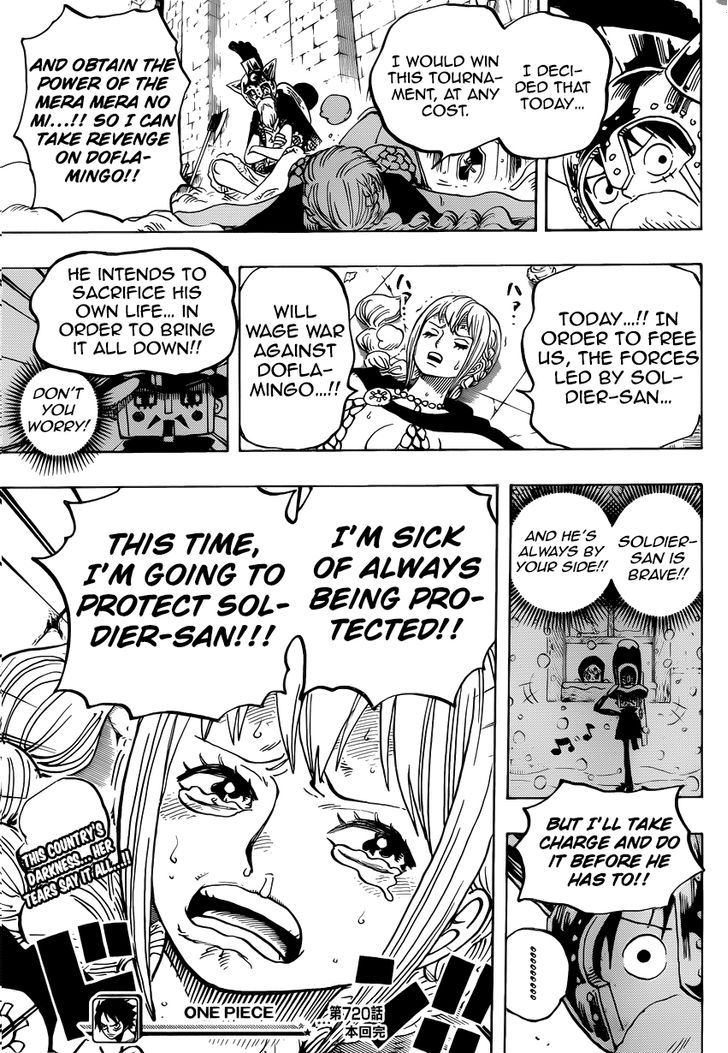 I DECI-
DED THAT
TODAY...
I WOULD WIN
THIS TOURNA-
MENT, AT ANY
COST.
AND OBTAIN THE
POWER OF THE
MERA MERA NO
MI...!! SO I CAN
TAKE REVENGE
ON DOFLA-
MINGO!!
TODAY...!! IN
ORDER TO FREE
US, THE FORCES
LED BY SOL-
DIER-SAN...
WILL
WAGE WAR
AGAINST
DOFLA-
MINGO...!!
HE INTENDS TO
SACRIFICE HIS
OWN LIFE... IN
ORDER TO BRING
IT ALL DOWN!!
DON'T
YOU
WORRY!
SOLDIER-
SAN IS
BRAVE!!
AND HE'S
ALWAYS BY
YOUR SIDE!!
BUT I'LL TAKE
CHARGE AND DO
IT BEFORE HE
HAS TO!!
I'M SICK
OF ALWAYS
BEING PRO-
TECTED!!
THIS TIME,
I'M GOING TO
PROTECT SOL-
DIER-SAN!!!
THIS COUNTRY'S
DARKNESS... HER
TEARS SAY IT ALL...!!
ONE PIECE
第720話
本回完